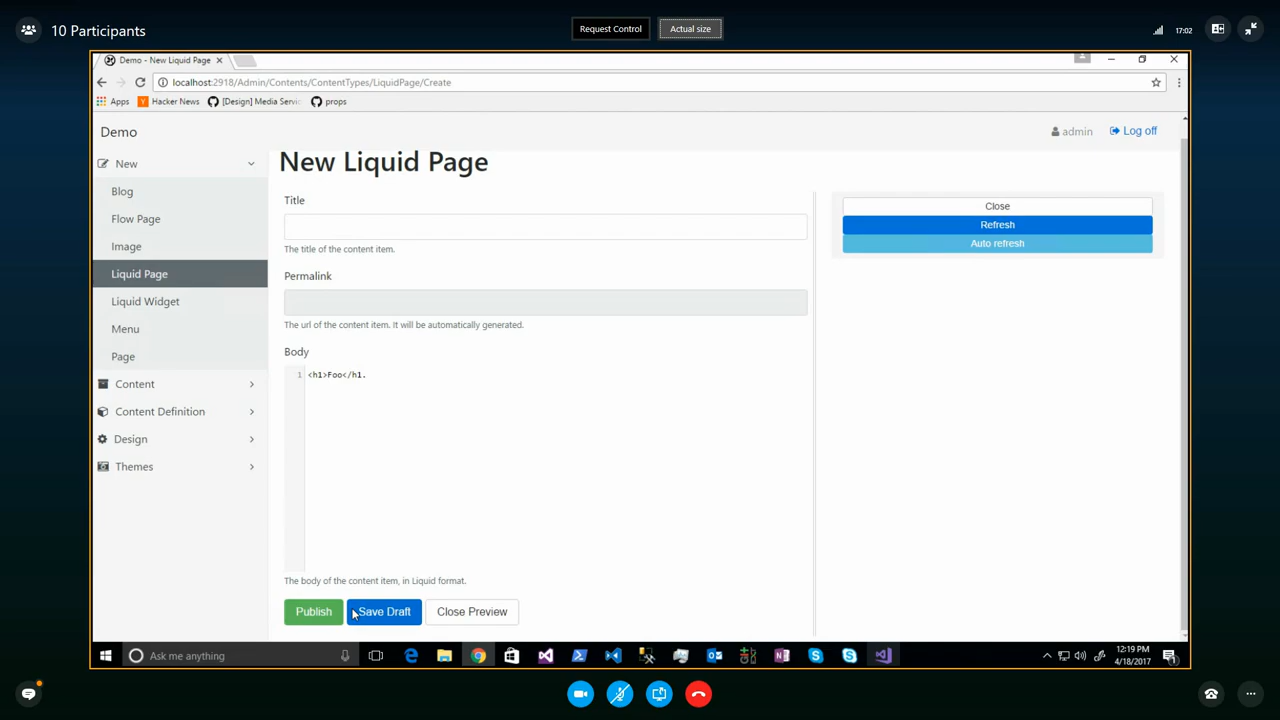 10 Participants
Request Control
Actual size
17:02
Demo - New Liquid Page
localhost:2918/Admin/Contents/ContentTypes/LiquidPage/Create
Apps
Hacker News
[Design] Media Servi
props
Demo
admin
Log off
New
Blog
Flow Page
Image
Liquid Page
Liquid Widget
Menu
Page
Content
Content Definition
Design
Themes
New Liquid Page
Title
The title of the content item.
Permalink
The url of the content item. It will be automatically generated.
Body
1 <h1>Foo</h1.
The body of the content item, in Liquid format.
Publish
Save Draft
Close Preview
Close
Refresh
Auto refresh
Ask me anything
12:19 PM
4/18/2017